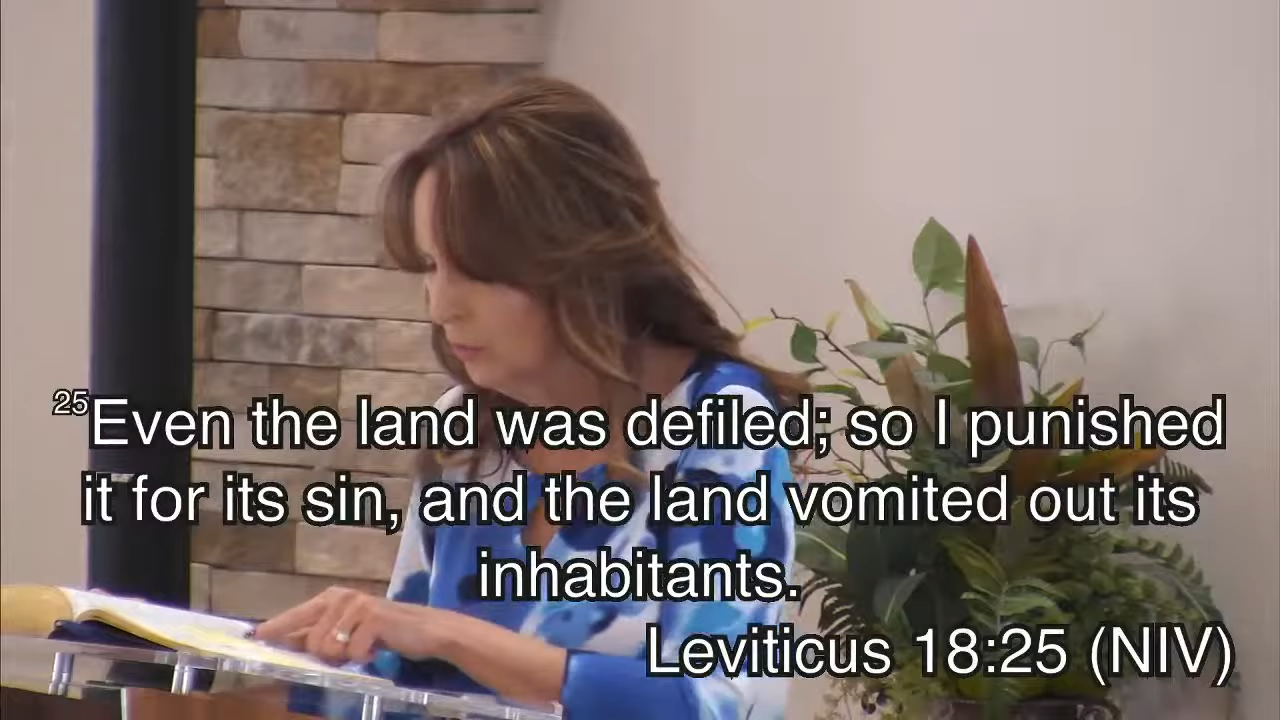 25Even the land was defiled; so I punished
it for its sin, and the land vomited out its
inhabitants.
Leviticus 18:25 (NIV)